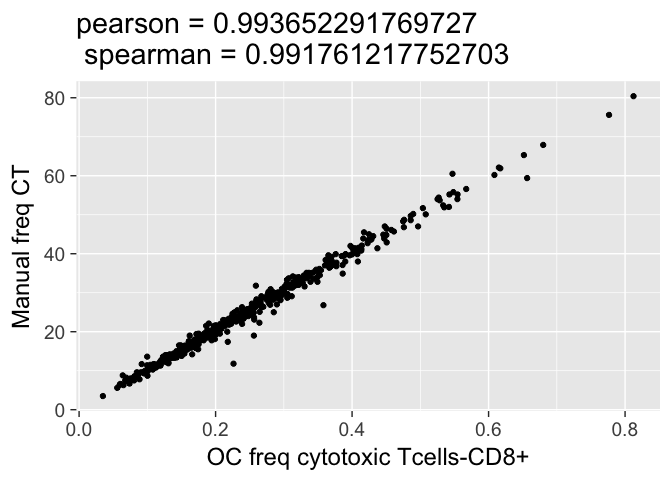 pearson = 0.993652291769727
spearman = 0.991761217752703
80
60
40
20
0
Manual freq CT
0.0 0.2 0.4 0.6 0.8
OC freq cytotoxic Tcells-CD8+